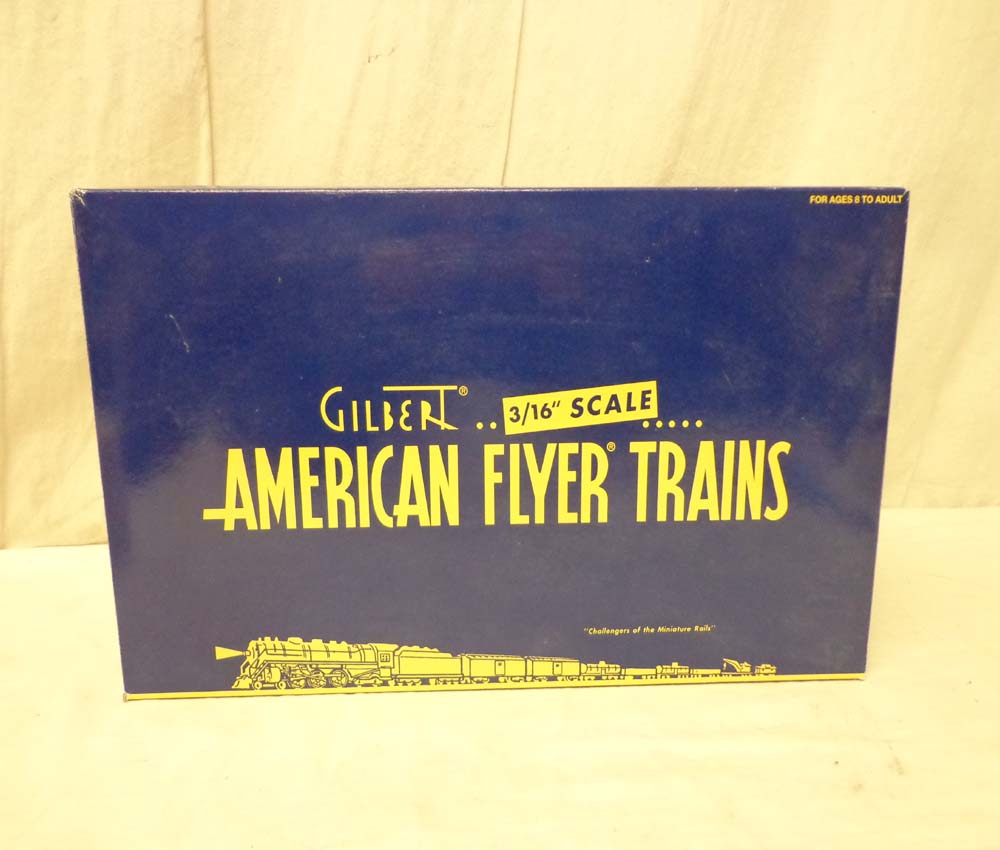 FOR AGES 8 TO ADULT
GILBERT® .. 3/16" SCALE .....
AMERICAN FLYER® TRAINS
"Challengers of the Miniature Rails"